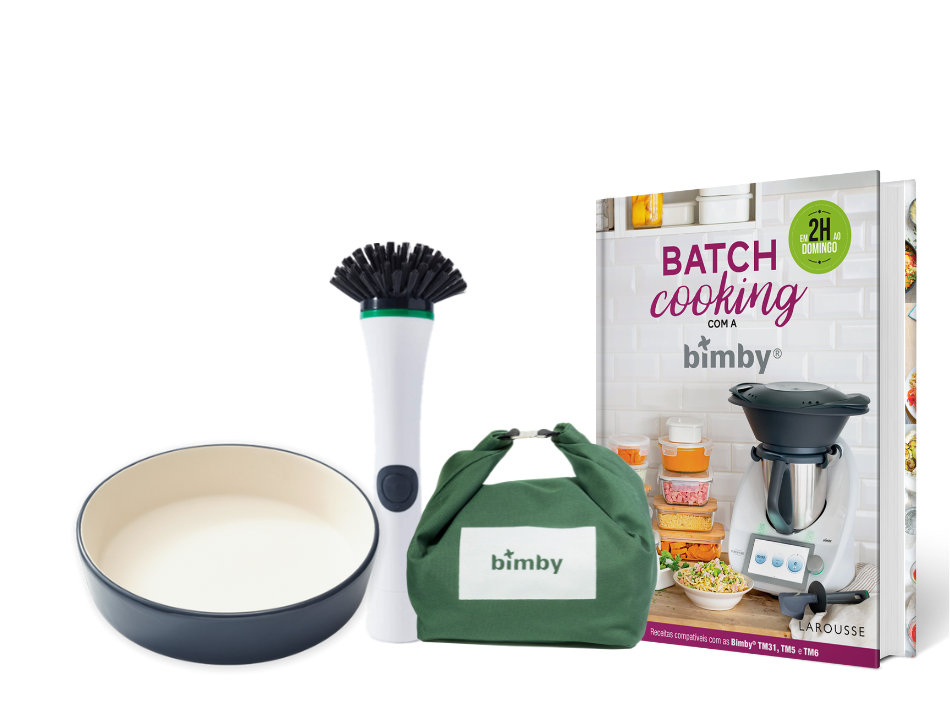 EM 2H AO
DOMINGO
BATCH
cooking
COM A
bimby®
bimby
LAROUSSE
Receitas compatíveis com as Bimby® TM31, TM5 e TM6